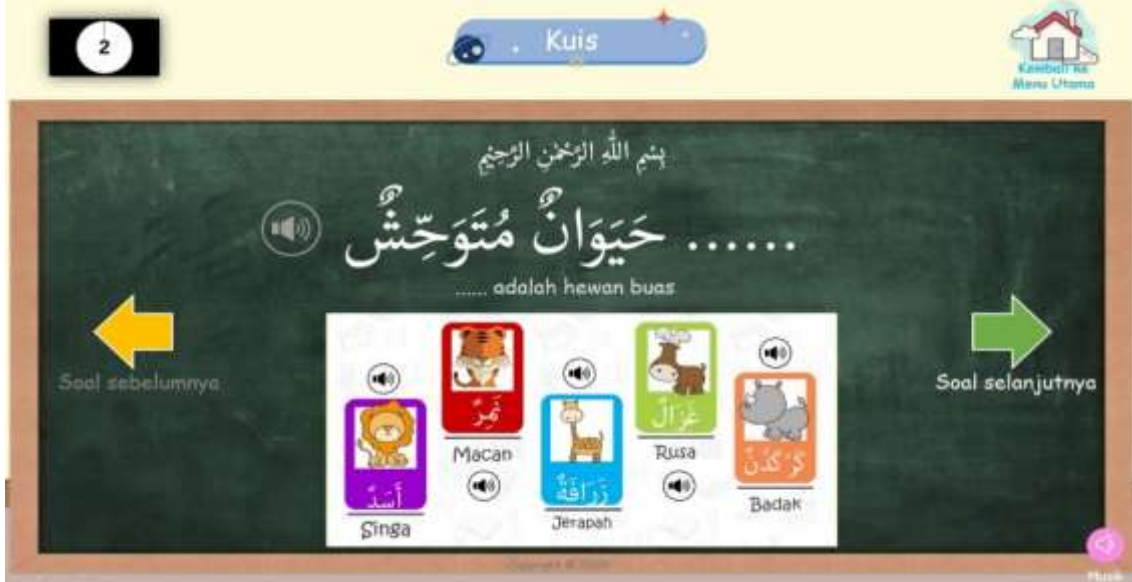 2
Kuis
Kembali ke
Menu Utama
بِسْمِ اللهِ الرَّحْمٰنِ الرَّحِيْمِ
...... حَيَوَانٌ مُتَوَحِّشٌ
...... adalah hewan buas
Soal sebelumnya
Soal selanjutnya
أَسَدٌ
Singa
نَمِرٌ
Macan
زَرَافَةٌ
Jerapah
غَزَالٌ
Rusa
كَرْكَدَنٌ
Badak
Musik